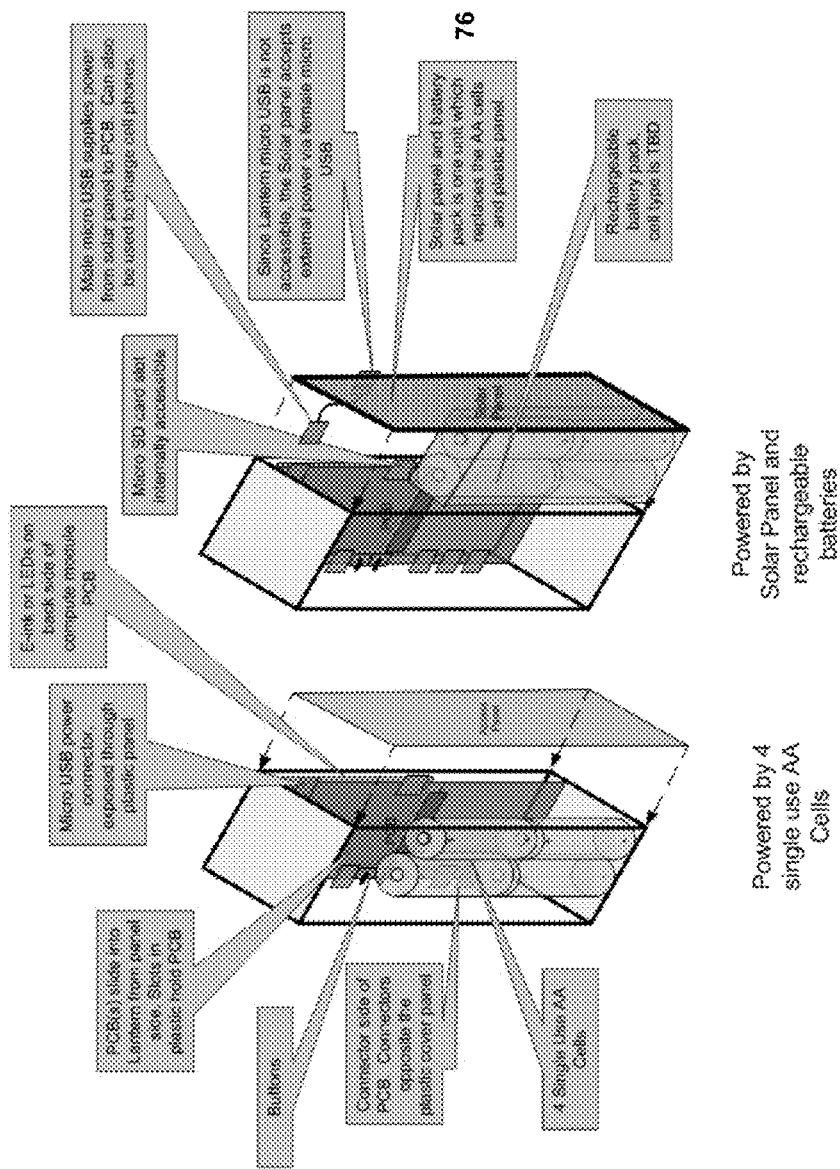 PCB(s) slide into
Lantern from panel
side. Slots in
plastic hold PCB
Micro USB power
connector
exposed through
plastic panel
E-ink or LEDs on
back side of
compute module
PCB
Micro SD card slot
internally accessible
Male micro USB supplies power
from solar panel to PCB. Can also
be used to charge cell phones.
Since Lantern micro USB is not
accessible, the Solar panel accepts
external power via female micro
USB
76
Solar panel and battery
pack is one unit which
replaces the AA cells
and plastic panel
Rechargeable
battery pack
cell type is TBD
Buttons
Connector side of
PCB. Connectors
opposite the
plastic cover panel
4 Single Use AA
Cells
Panel
Solar
Panel
Powered by 4
single use AA
Cells
Powered by
Solar Panel and
rechargeable
batteries